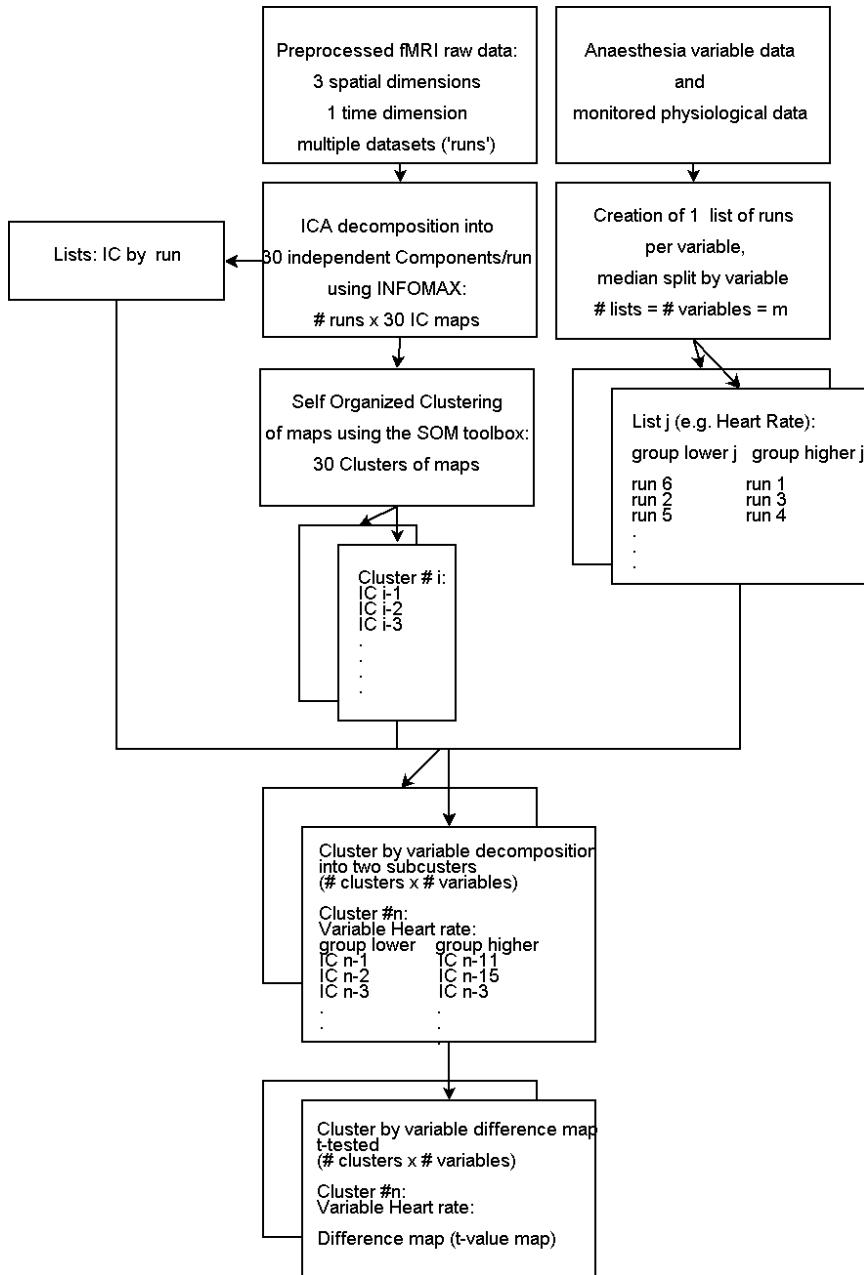 Preprocessed fMRI raw data:
3 spatial dimensions
1 time dimension
multiple datasets ('runs')
Anaesthesia variable data
and
monitored physiological data
Lists: IC by run
ICA decomposition into
30 independent Components/run
using INFOMAX:
# runs x 30 IC maps
Creation of 1 list of runs
per variable,
median split by variable
# lists = # variables = m
Self Organized Clustering
of maps using the SOM toolbox:
30 Clusters of maps
List j (e.g. Heart Rate):
group lower j group higher j
run 6 run 1
run 2 run 3
run 5 run 4
.
.
.
Cluster # i:
IC i-1
IC i-2
IC i-3
.
.
.
.
Cluster by variable decomposition
into two subcusters
(# clusters x # variables)
Cluster #n:
Variable Heart rate:
group lower group higher
IC n-1 IC n-11
IC n-2 IC n-15
IC n-3 IC n-3
. .
. .
.
Cluster by variable difference map
t-tested
(# clusters x # variables)
Cluster #n:
Variable Heart rate:
Difference map (t-value map)